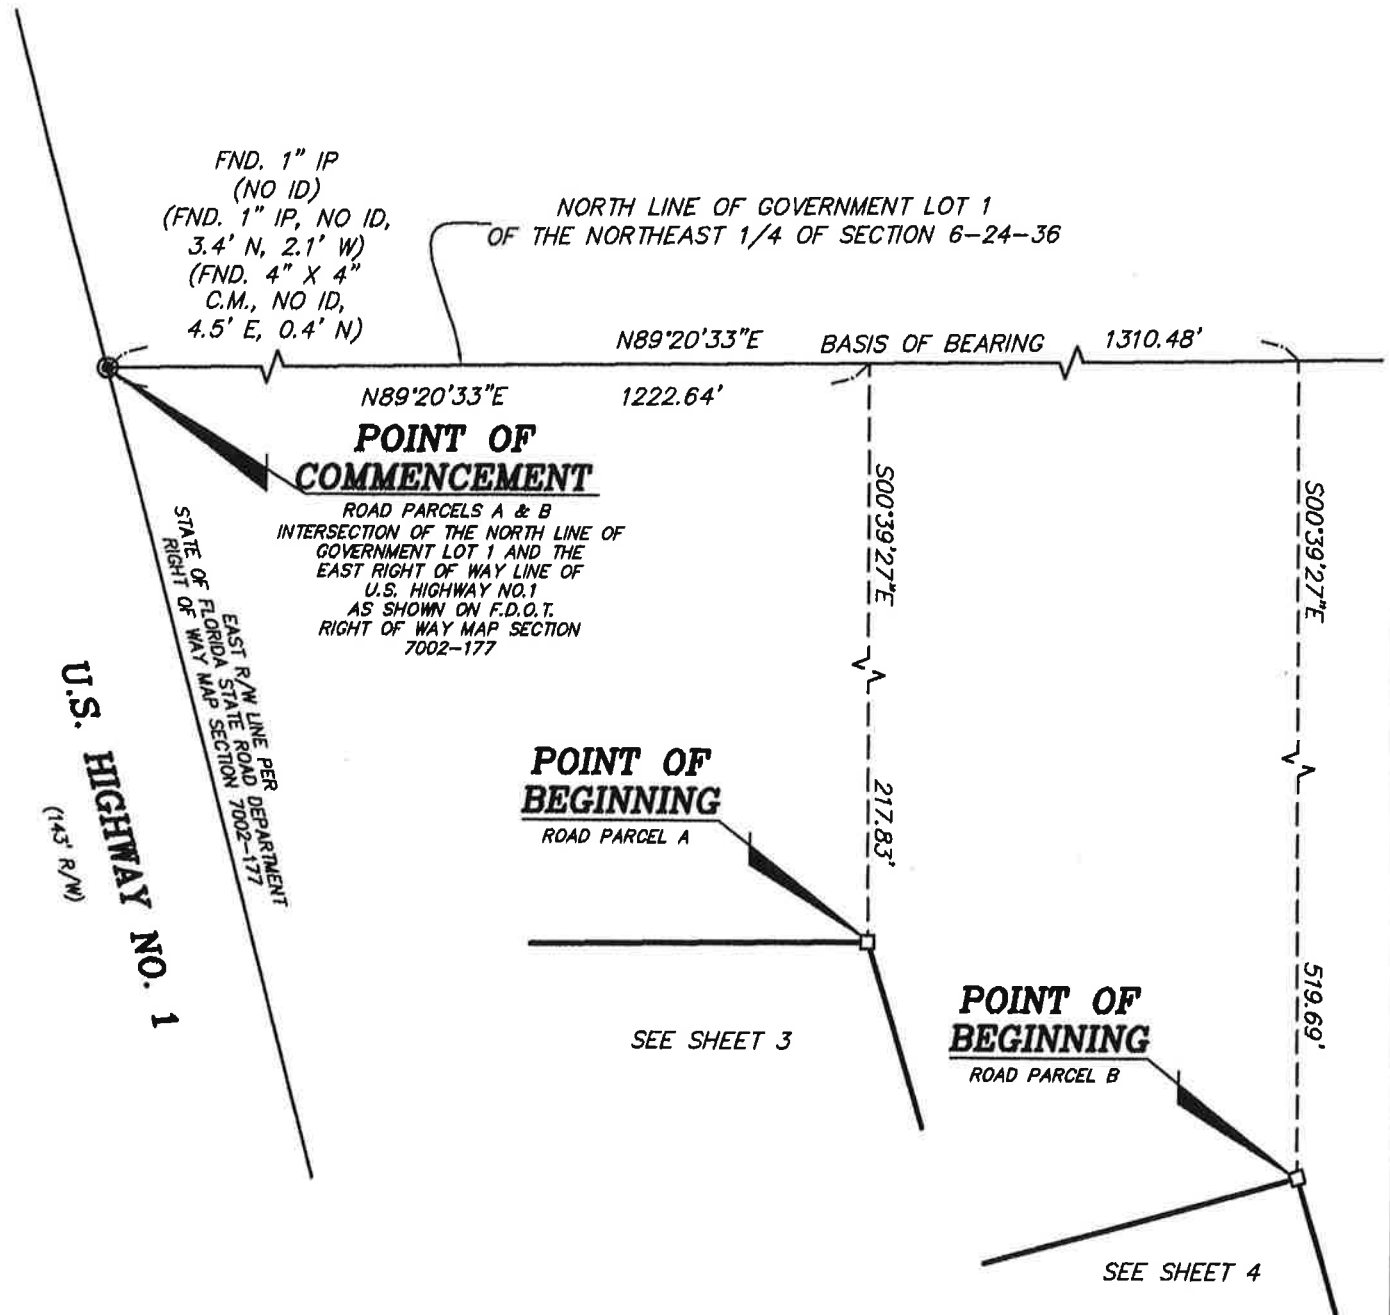 FND. 1" IP
(NO ID)
(FND. 1" IP, NO ID,
3.4' N, 2.1' W)
(FND. 4" X 4"
C.M., NO ID,
4.5' E, 0.4' N)
NORTH LINE OF GOVERNMENT LOT 1
OF THE NORTHEAST 1/4 OF SECTION 6-24-36
N89°20'33"E BASIS OF BEARING 1310.48'
N89°20'33"E 1222.64'
POINT OF
COMMENCEMENT
ROAD PARCELS A & B
INTERSECTION OF THE NORTH LINE OF
GOVERNMENT LOT 1 AND THE
EAST RIGHT OF WAY LINE OF
U.S. HIGHWAY NO.1
AS SHOWN ON F.D.O.T.
RIGHT OF WAY MAP SECTION
7002-177
EAST R/W LINE PER
STATE OF FLORIDA STATE ROAD DEPARTMENT
RIGHT OF WAY MAP SECTION 7002-177
U.S. HIGHWAY NO. 1
(143' R/W)
S00°39'27"E
217.83'
S00°39'27"E
519.69'
POINT OF
BEGINNING
ROAD PARCEL A
SEE SHEET 3
POINT OF
BEGINNING
ROAD PARCEL B
SEE SHEET 4